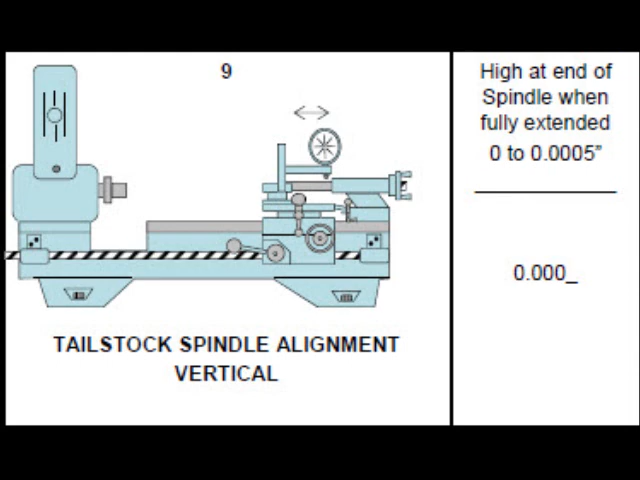 9
TAILSTOCK SPINDLE ALIGNMENT
VERTICAL
High at end of
Spindle when
fully extended
0 to 0.0005”
0.000_